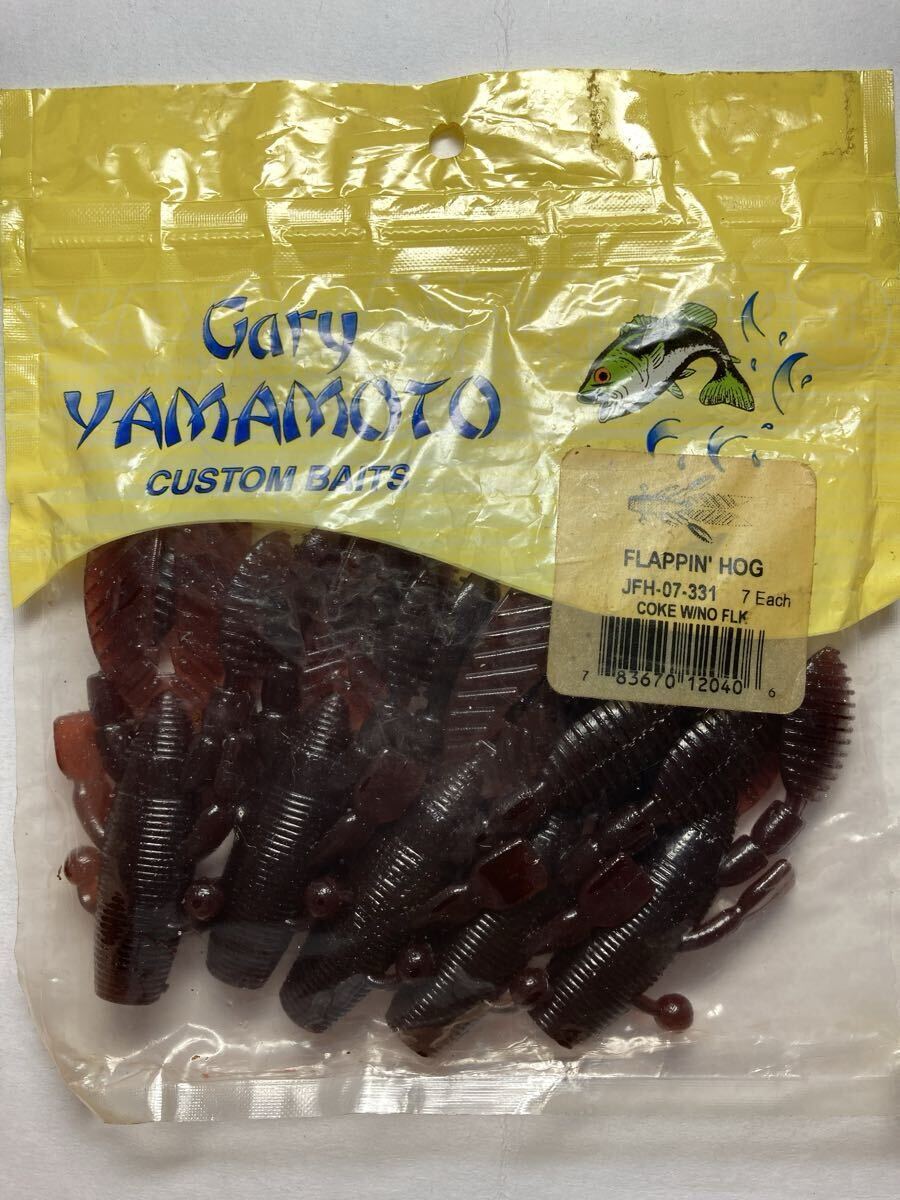 Gary
YAMAMOTO
CUSTOM BAITS
FLAPPIN' HOG
JFH-07-331 7 Each
COKE W/NO FLK
7 83670 12040 6